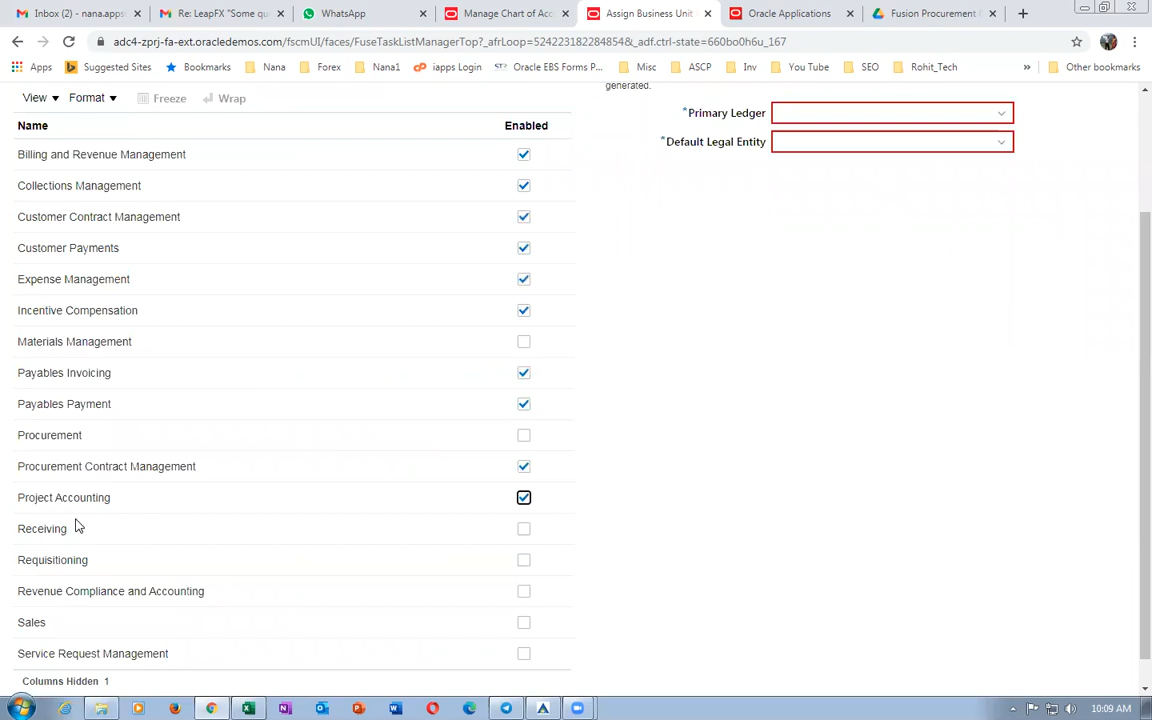 Inbox (2) - nana.apps
Re: LeapFX "Some qu
WhatsApp
Manage Chart of Acc
Assign Business Unit
Oracle Applications
Fusion Procurement
adc4-zprj-fa-ext.oracledemos.com/fscmUI/faces/FuseTaskListManagerTop?_afrLoop=5242231822848548&_adf.ctrl-state=660bo0h6u_167
Apps
Suggested Sites
Bookmarks
Nana
Forex
Nana1
iapps Login
Oracle EBS Forms P...
Misc
ASCP
Inv
You Tube
SEO
Rohit_Tech
»
Other bookmarks
generated.
View Format Freeze Wrap
*Primary Ledger
Name Enabled
*Default Legal Entity
Billing and Revenue Management
Collections Management
Customer Contract Management
Customer Payments
Expense Management
Incentive Compensation
Materials Management
Payables Invoicing
Payables Payment
Procurement
Procurement Contract Management
Project Accounting
Receiving
Requisitioning
Revenue Compliance and Accounting
Sales
Service Request Management
Columns Hidden 1
10:09 AM